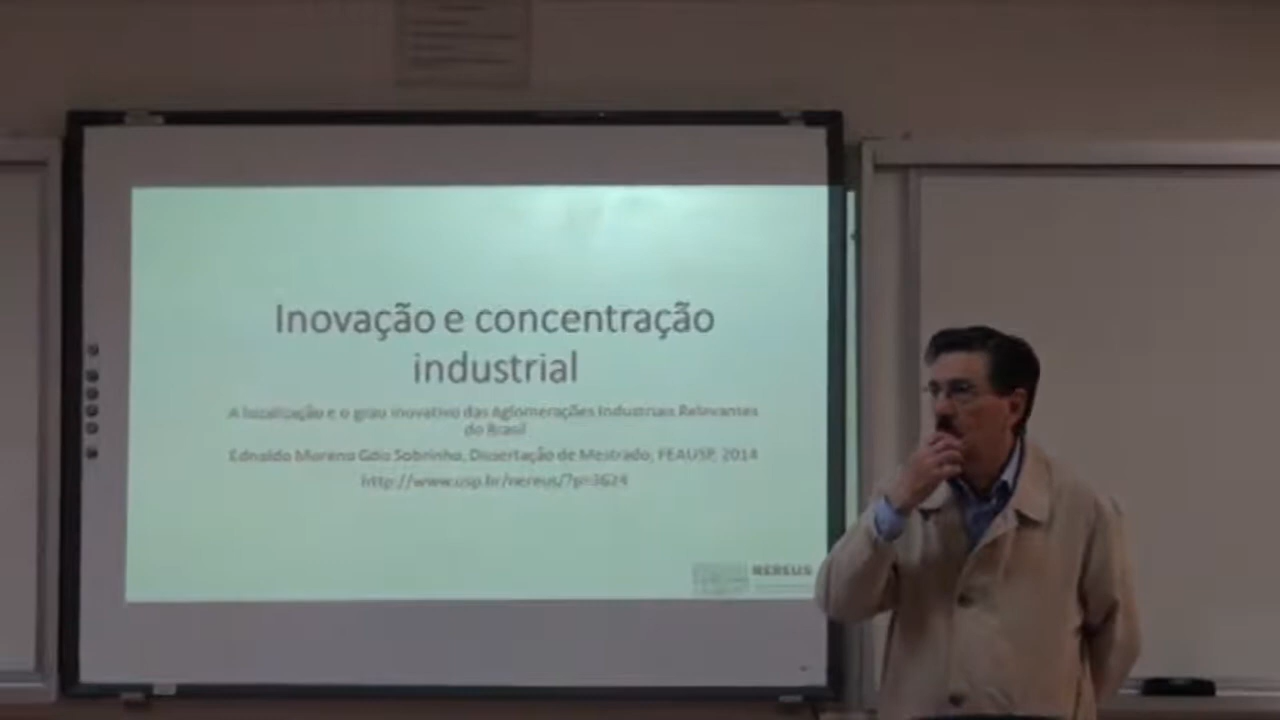 Inovação e concentração
industrial
A localização e o grau inovativo das Aglomerações Industriais Relevantes
do Brasil
Ednaldo Moreno Góis Sobrinho, Dissertação de Mestrado, FEAUSP, 2014
http://www.usp.br/nereus/?p=3624
NEREUS